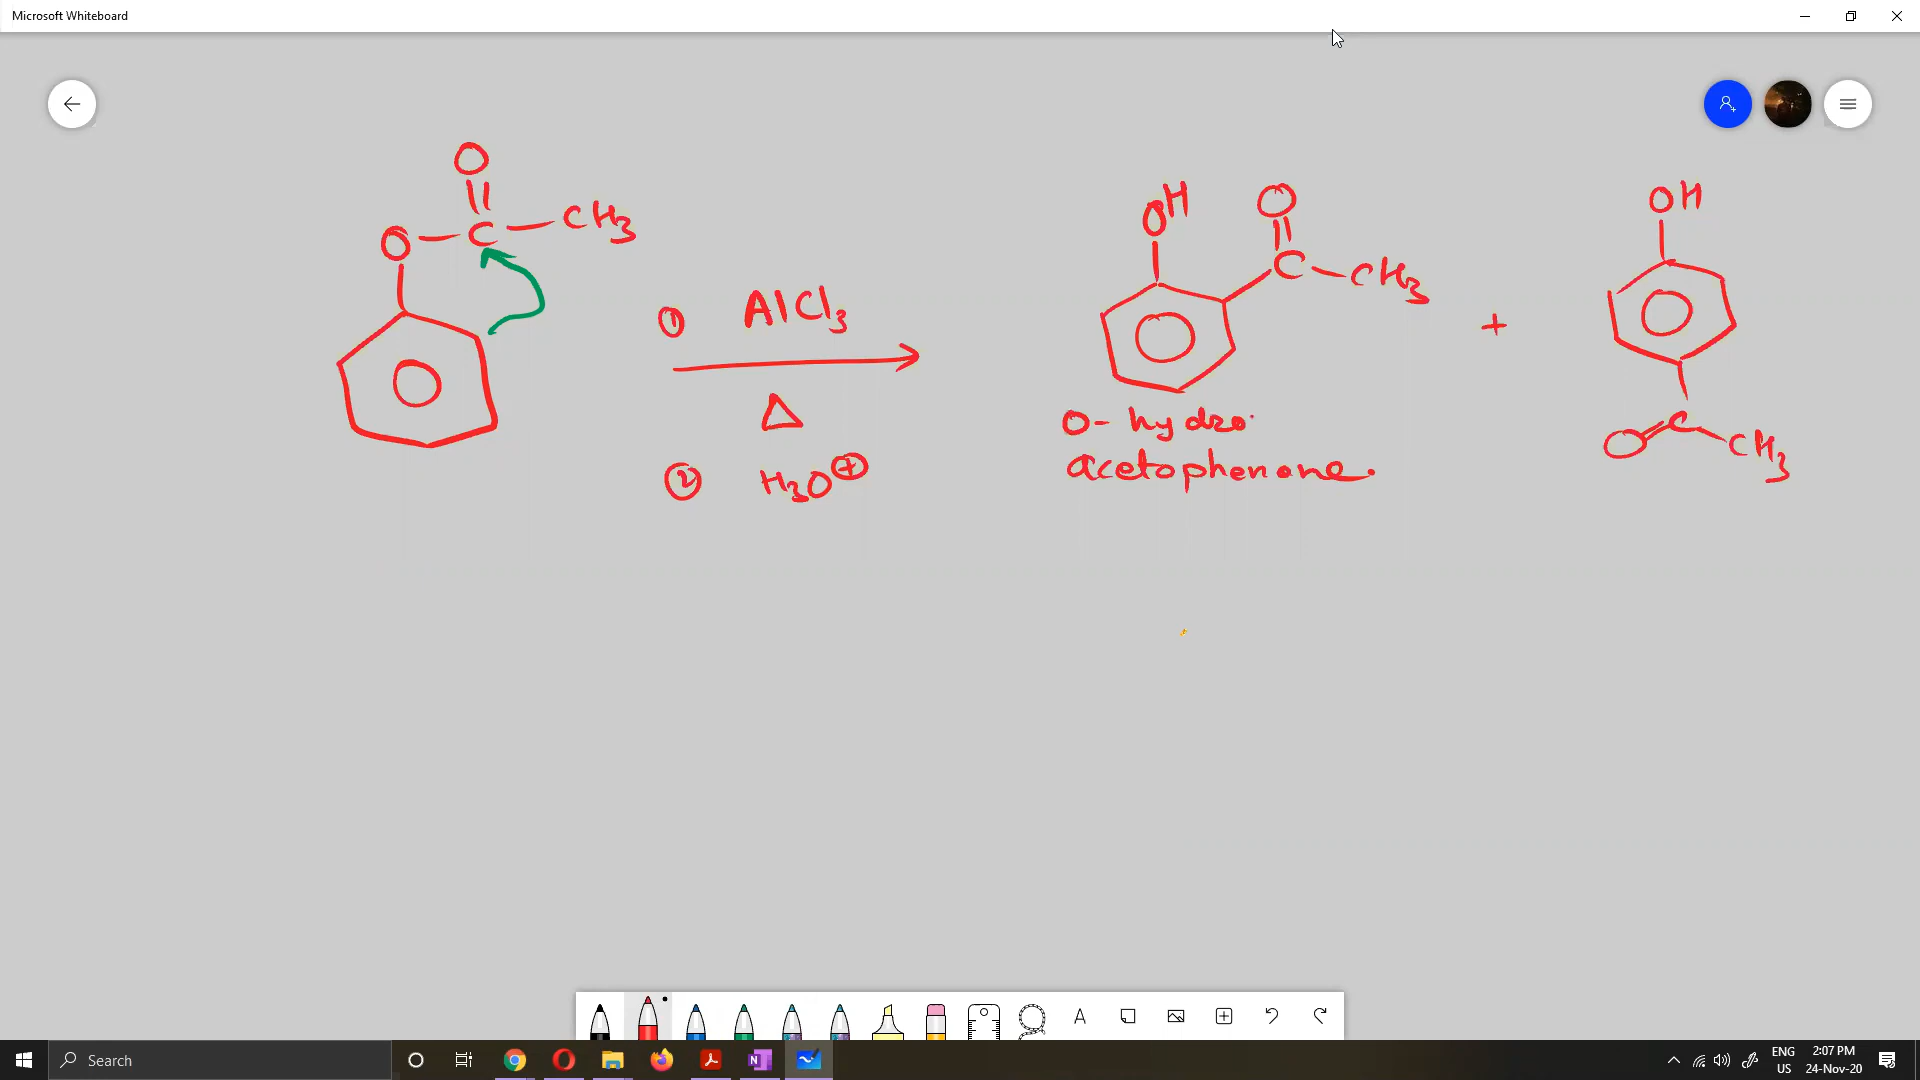 Microsoft Whiteboard
O
O - C - CH3
① AlCl3
Δ
② H3O⊕
OH
O
C - CH3
O - hydro
acetophenone.
+
OH
O = C - CH3
A
Search
ENG
US
2:07 PM
24-Nov-20